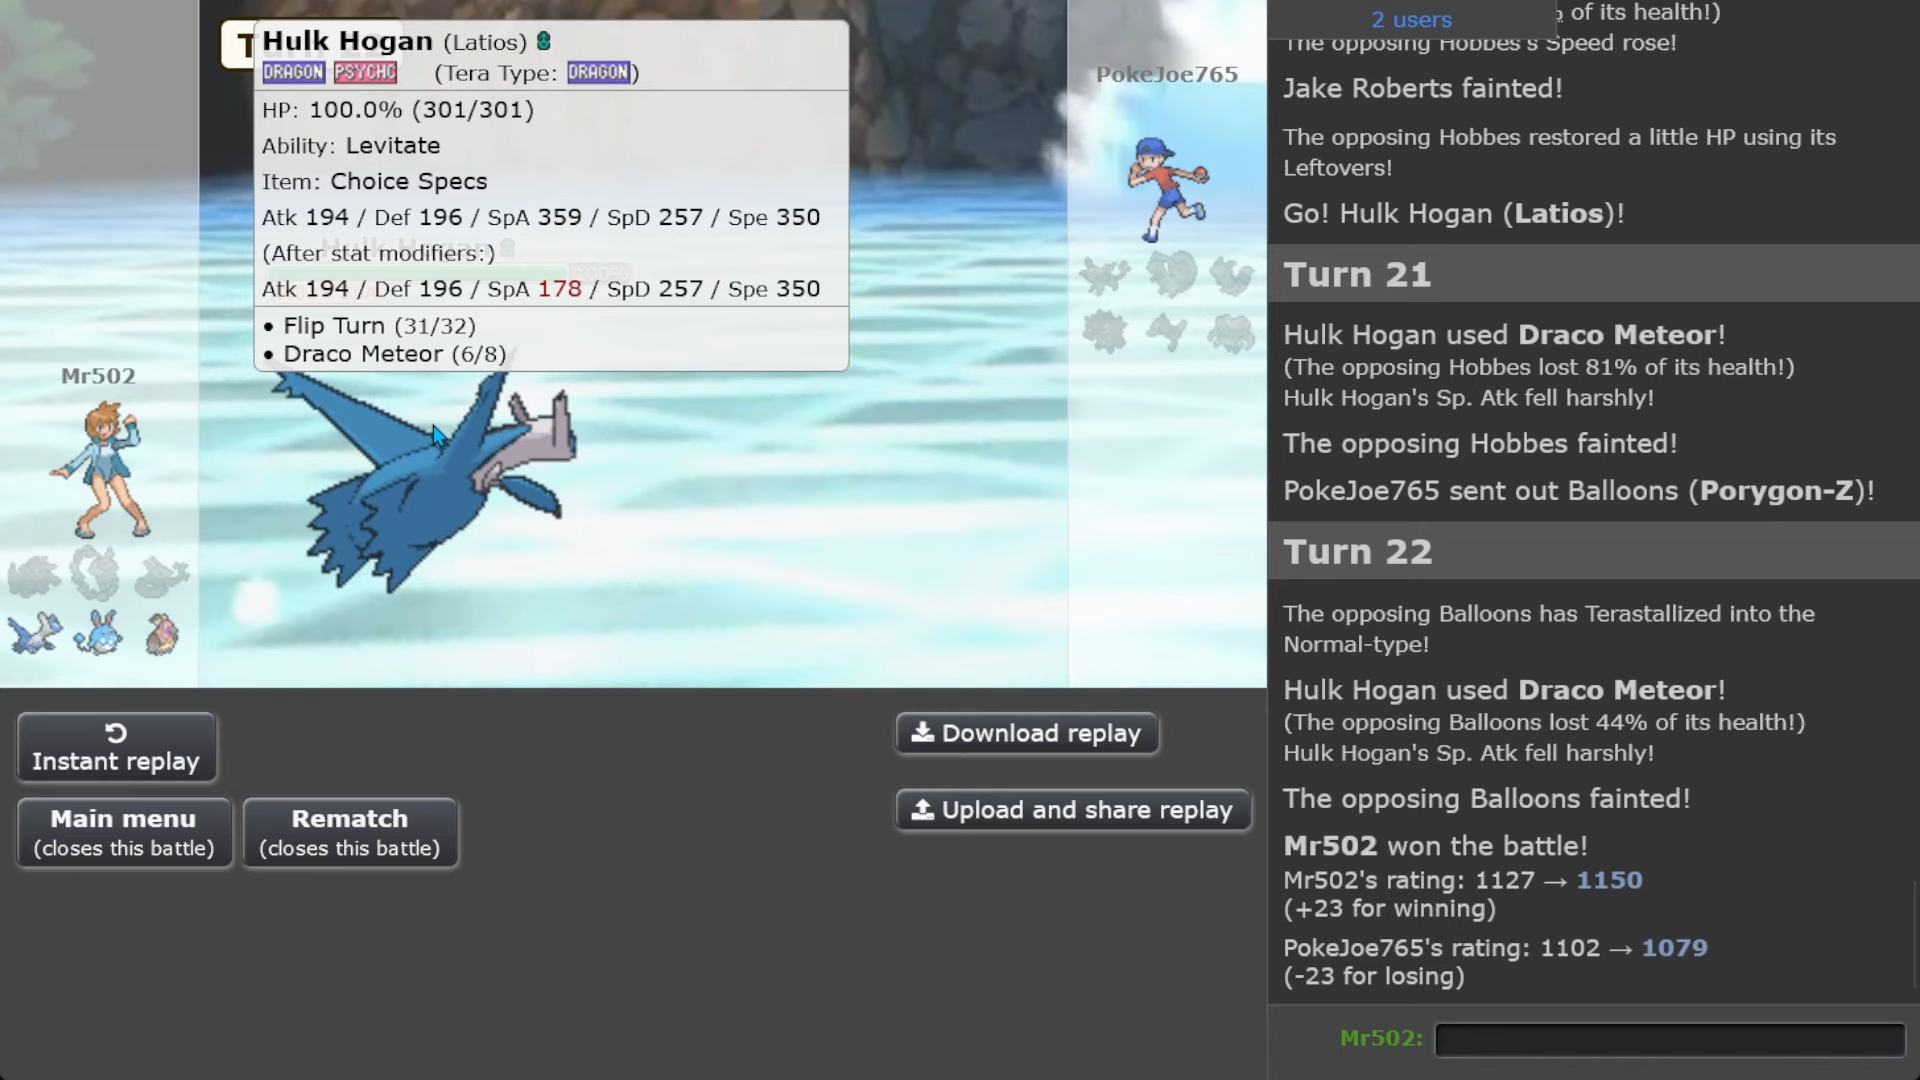 T
Hulk Hogan (Latios)
DRAGON PSYCHC (Tera Type: DRAGON)
HP: 100.0% (301/301)
Ability: Levitate
Item: Choice Specs
Atk 194 / Def 196 / SpA 359 / SpD 257 / Spe 350
Hulk Hogan
(After stat modifiers:)
100%
Atk 194 / Def 196 / SpA 178 / SpD 257 / Spe 350
• Flip Turn (31/32)
• Draco Meteor (6/8)
Mr502
PokeJoe765
Instant replay
Main menu
(closes this battle)
Rematch
(closes this battle)
Download replay
Upload and share replay
2 users
of its health!)
The opposing Hobbes's Speed rose!
Jake Roberts fainted!
The opposing Hobbes restored a little HP using its
Leftovers!
Go! Hulk Hogan (Latios)!
Turn 21
Hulk Hogan used Draco Meteor!
(The opposing Hobbes lost 81% of its health!)
Hulk Hogan's Sp. Atk fell harshly!
The opposing Hobbes fainted!
PokeJoe765 sent out Balloons (Porygon-Z)!
Turn 22
The opposing Balloons has Terastallized into the
Normal-type!
Hulk Hogan used Draco Meteor!
(The opposing Balloons lost 44% of its health!)
Hulk Hogan's Sp. Atk fell harshly!
The opposing Balloons fainted!
Mr502 won the battle!
Mr502's rating: 1127 → 1150
(+23 for winning)
PokeJoe765's rating: 1102 → 1079
(-23 for losing)
Mr502: